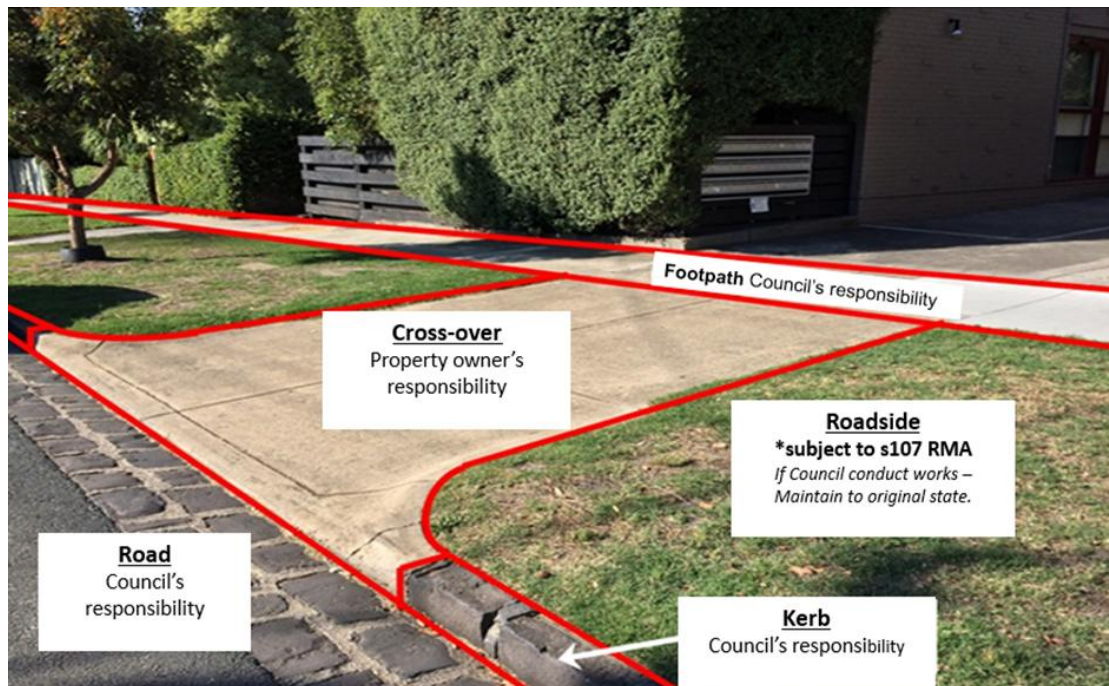 Footpath Council's responsibility
Cross-over
Property owner's
responsibility
Roadside
*subject to s107 RMA
If Council conduct works –
Maintain to original state.
Road
Council's
responsibility
Kerb
Council's responsibility